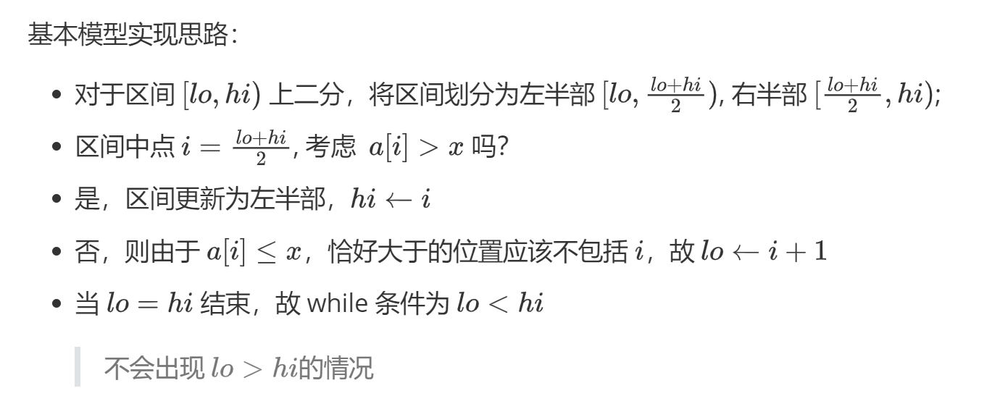 基本模型实现思路：
• 对于区间 [lo, hi) 上二分，将区间划分为左半部 [lo, \frac{lo+hi}{2}), 右半部 [\frac{lo+hi}{2}, hi);
• 区间中点 i = \frac{lo+hi}{2}, 考虑 a[i] > x 吗?
• 是，区间更新为左半部，hi ← i
• 否，则由于 a[i] ≤ x，恰好大于的位置应该不包括 i，故 lo ← i + 1
• 当 lo = hi 结束，故 while 条件为 lo < hi
不会出现 lo > hi的情况